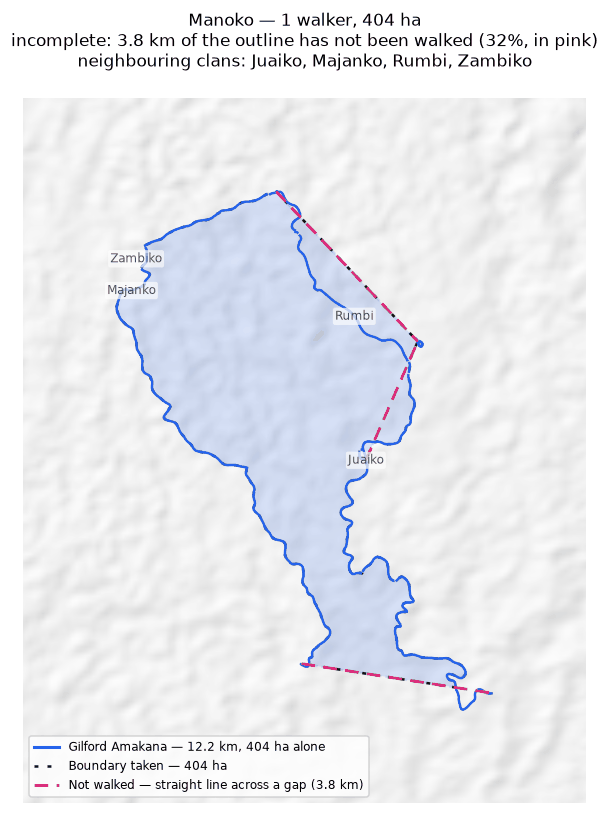 Manoko — 1 walker, 404 ha
incomplete: 3.8 km of the outline has not been walked (32%, in pink)
neighbouring clans: Juaiko, Majanko, Rumbi, Zambiko
Zambiko
Majanko
Rumbi
Juaiko
Gilford Amakana — 12.2 km, 404 ha alone
Boundary taken — 404 ha
Not walked — straight line across a gap (3.8 km)